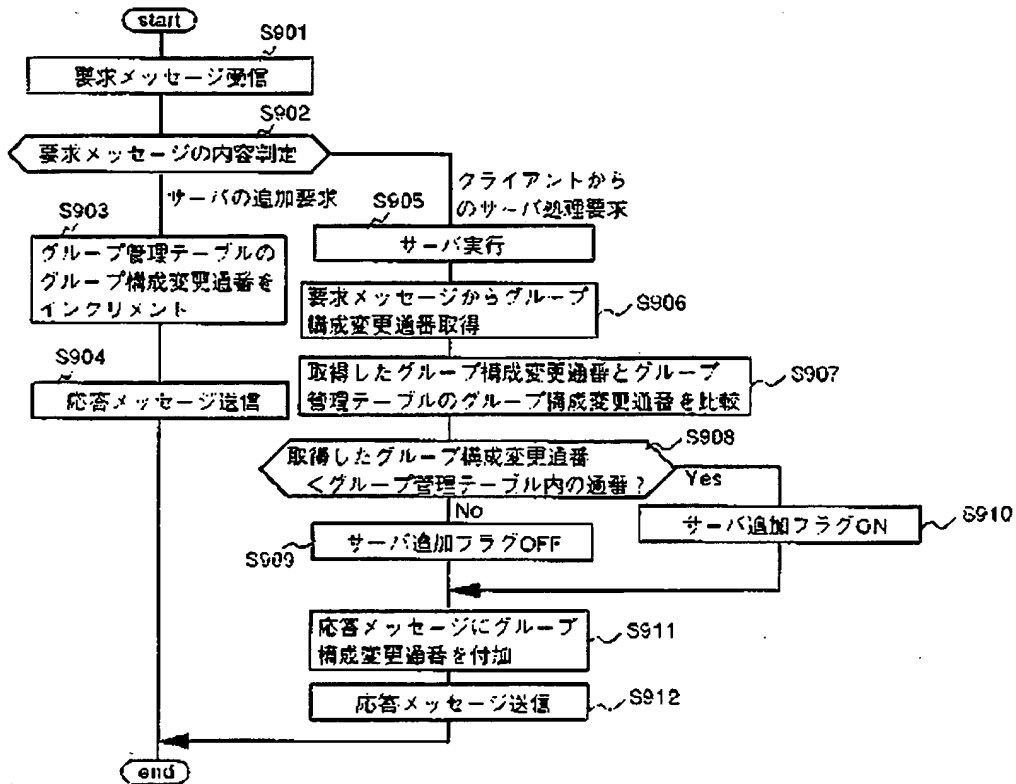 start
S901
要求メッセージ受信
S902
要求メッセージの内容判定
サーバの追加要求
S903
グループ管理テーブルの
グループ構成変更通番を
インクリメント
S904
応答メッセージ送信
クライアントから
のサーバ処理要求
S905
サーバ実行
要求メッセージからグループ
構成変更通番取得
S906
取得したグループ構成変更通番とグループ
管理テーブルのグループ構成変更通番を比較
S907
S908
取得したグループ構成変更通番
<グループ管理テーブル内の通番?
Yes
No
サーバ追加フラグOFF
S909
サーバ追加フラグON
S910
応答メッセージにグループ
構成変更通番を付加
S911
応答メッセージ送信
S912
end